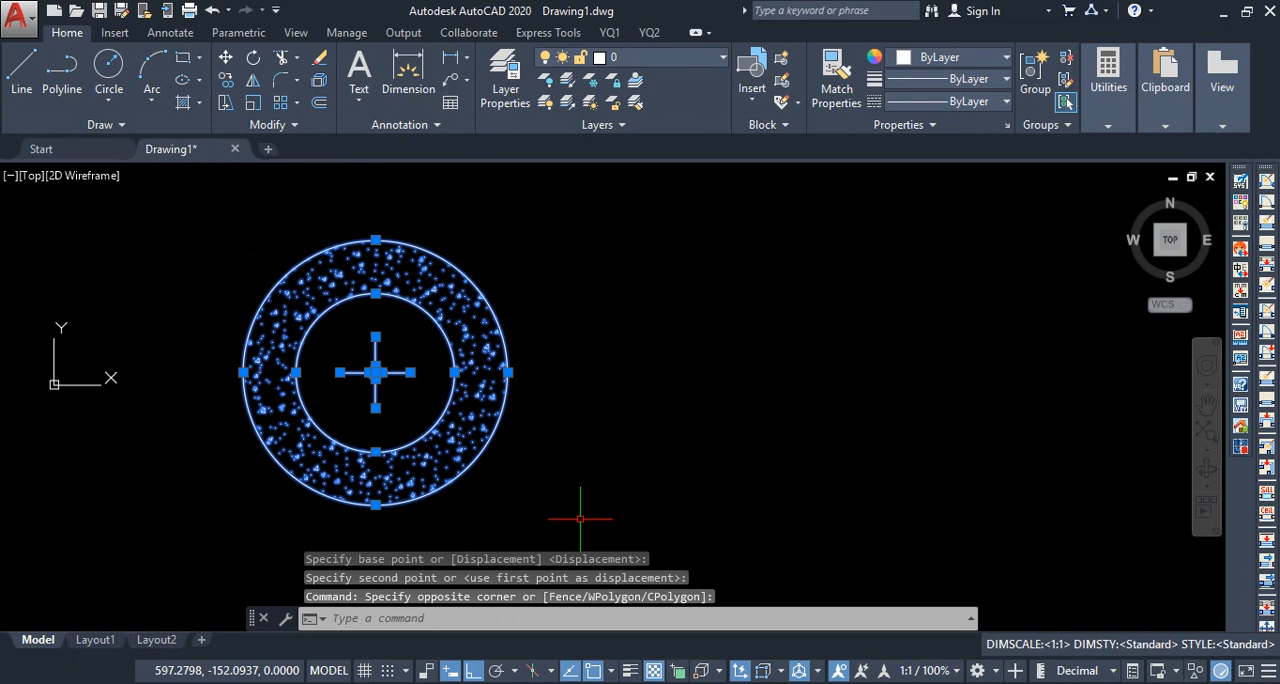 Autodesk AutoCAD 2020 Drawing1.dwg
Type a keyword or phrase
Sign In
Home Insert Annotate Parametric View Manage Output Collaborate Express Tools YQ1 YQ2
Line Polyline Circle Arc
Text Dimension
Layer Properties
0
Insert
Match Properties
ByLayer
ByLayer
ByLayer
Group
Utilities
Clipboard
View
Draw Modify Annotation Layers Block Properties Groups
Start Drawing1*
[−][Top][2D Wireframe]
N
W TOP E
S
WCS
Y
X
Specify base point or [Displacement] <Displacement>:
Specify second point or <use first point as displacement>:
Command: Specify opposite corner or [Fence/WPolygon/CPolygon]:
Type a command
Model Layout1 Layout2
DIMSCALE:<1:1> DIMSTY:<Standard> STYLE:<Standard>
597.2798, -152.0937, 0.0000 MODEL 1:1 / 100% Decimal